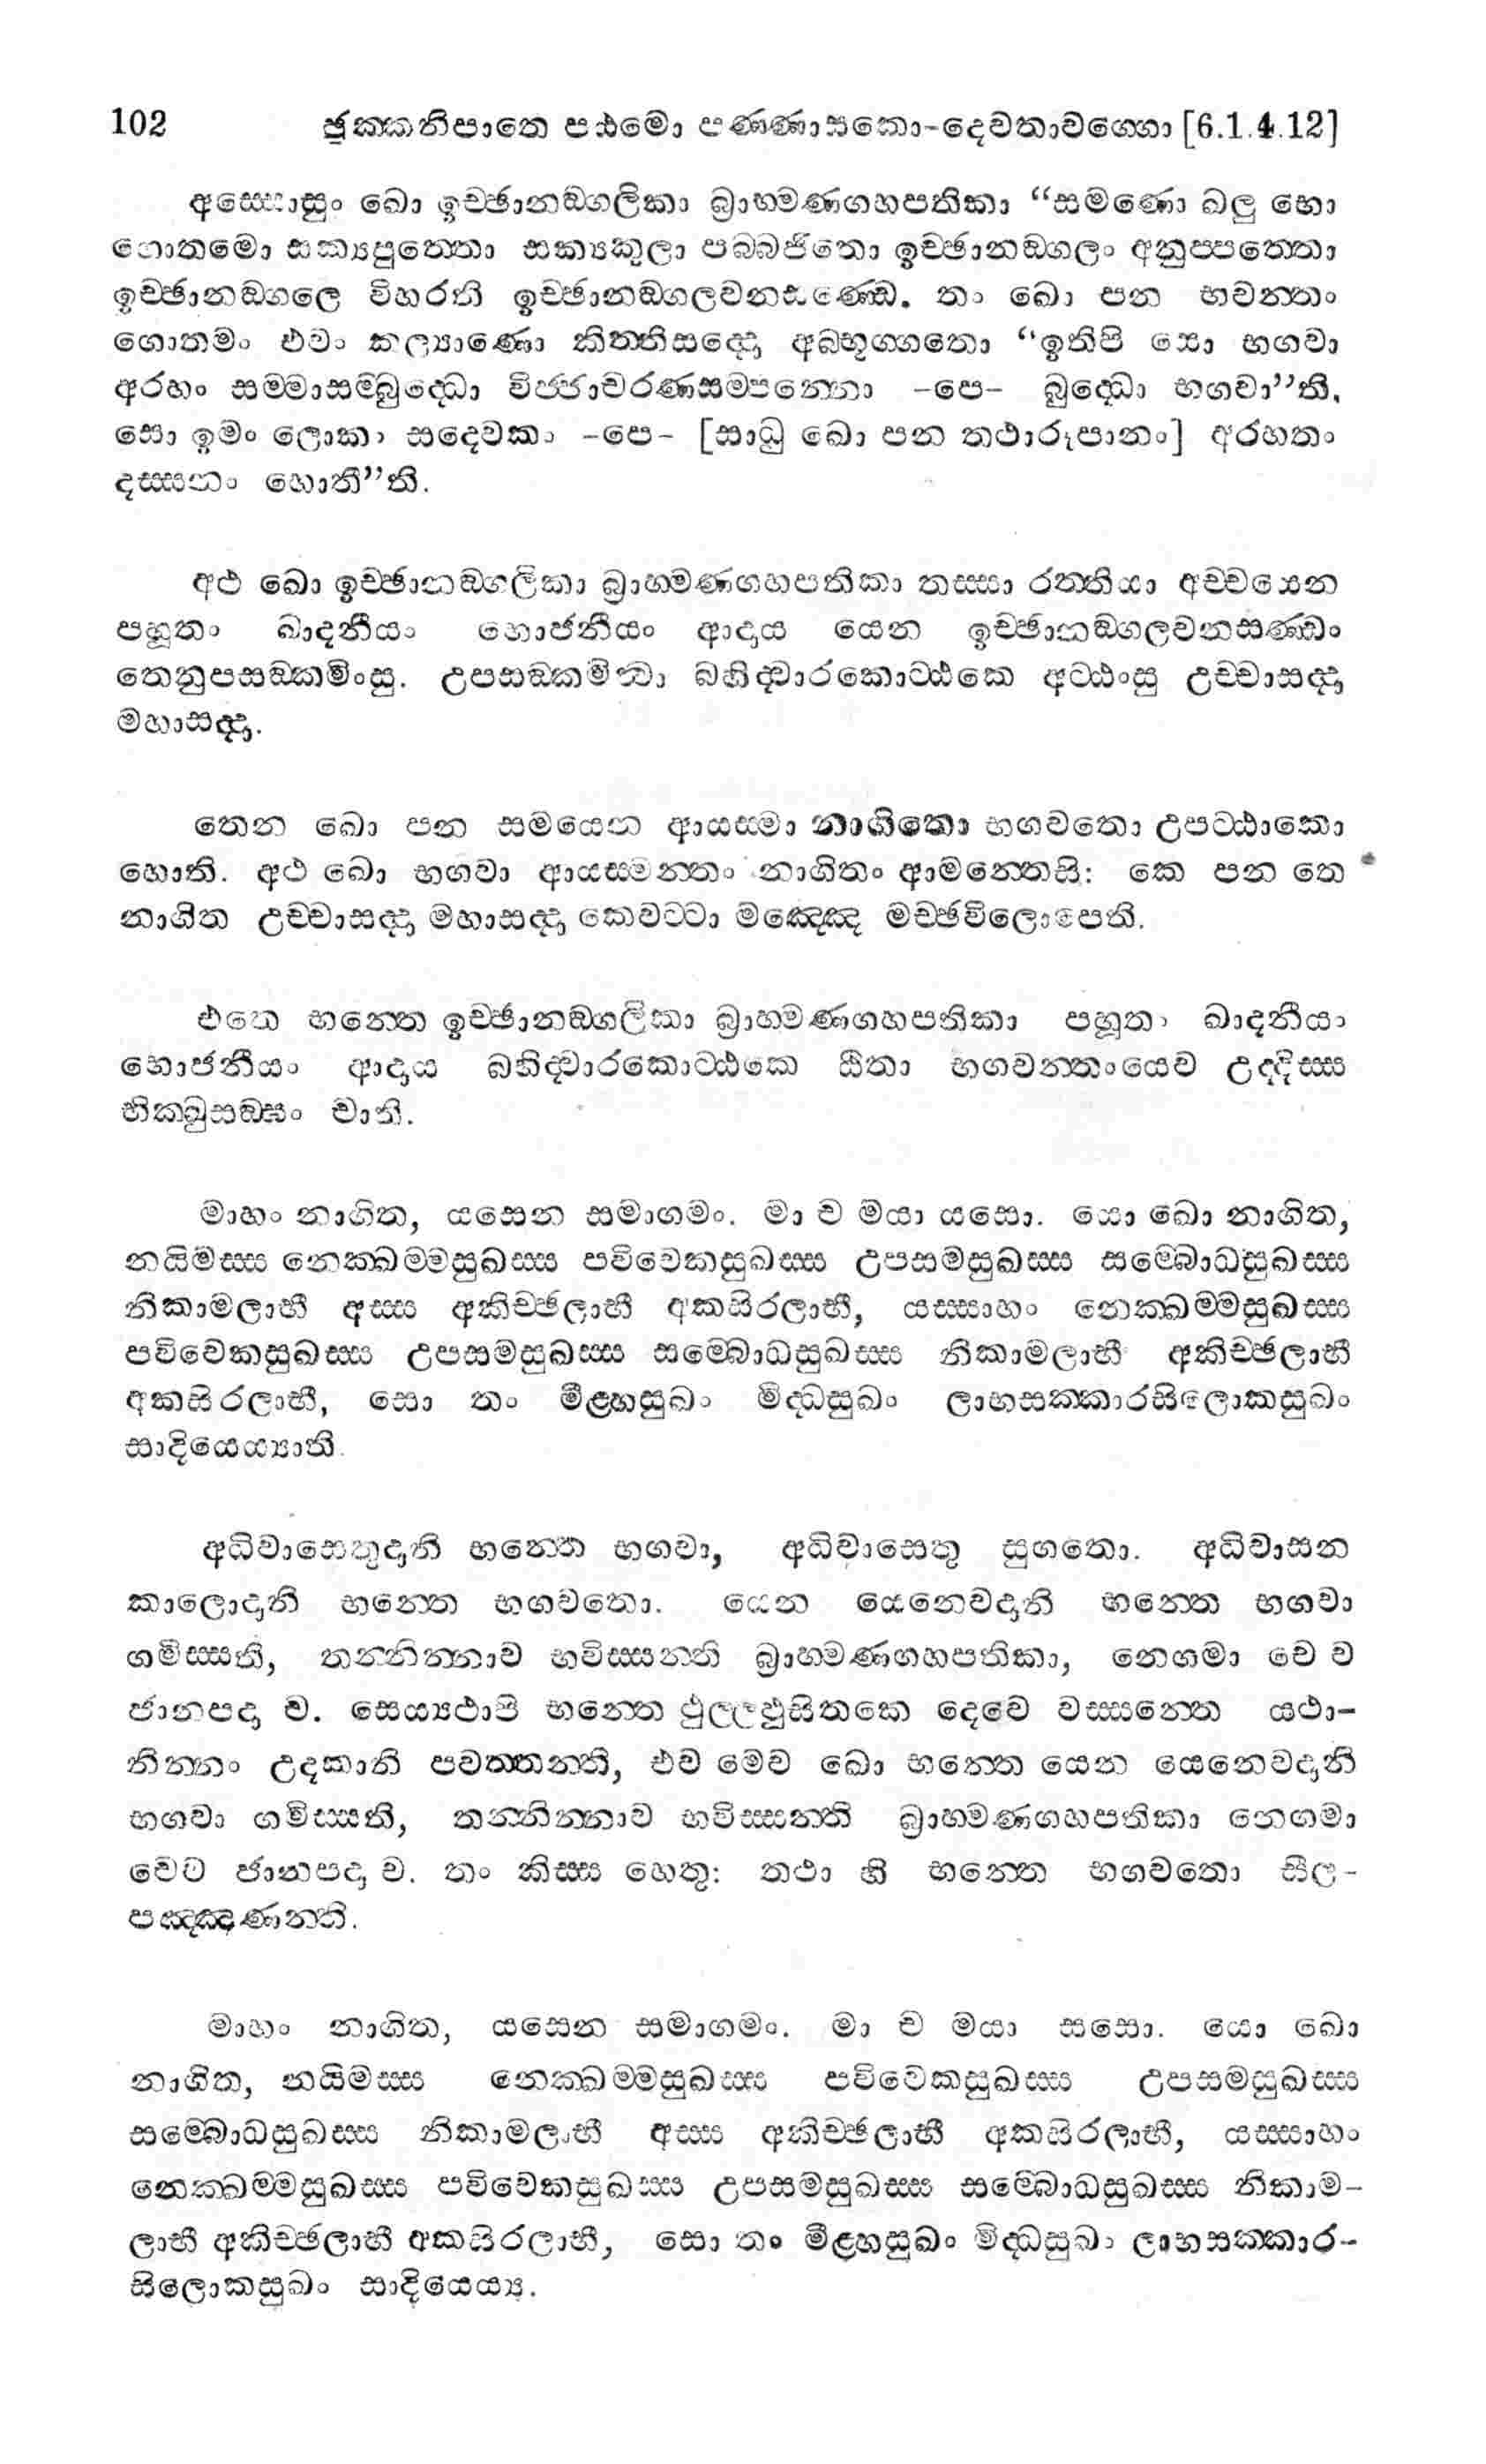 102 ඡක්කනිපාතෙ පඨමො පණ්ණාසකො-දෙවතාවග්ගො [6.1.4.12]
අස්සොසුං ඛො ඉච්ඡානඞ්ගලිකා බ්‍රාහ්මණගහපතිකා “සමණො ඛලු භො
ගොතමො සක්‍යපුත්තො සක්‍යකුලා පබ්බජිතො ඉච්ඡානඞ්ගලං අනුප්පත්තො
ඉච්ඡානඞ්ගලෙ විහරති ඉච්ඡානඞ්ගලවනසණ්ඩෙ. තං ඛො පන භවන්තං
ගොතමං එවං කල්‍යාණො කිත්තිසද්දො අබ්භුග්ගතො “ඉතිපි සො භගවා
අරහං සම්මාසම්බුද්ධො විජ්ජාචරණසම්පන්නො -පෙ- බුද්ධො භගවා”ති,
සො ඉමං ලොකං සදෙවකං -පෙ- [සාධු ඛො පන තථාරූපානං] අරහතං
දස්සනං හොතී”ති.
අථ ඛො ඉච්ඡානඞ්ගලිකා බ්‍රාහ්මණගහපතිකා තස්සා රත්තියා අච්චයෙන
පහූතං ඛාදනීයං භොජනීයං ආදාය යෙන ඉච්ඡානඞ්ගලවනසණ්ඩං
තෙනුපසඞ්කමිංසු. උපසඞ්කමිත්වා බහිද්වාරකොට්ඨකෙ අට්ඨංසු උච්චාසද්දා
මහාසද්දා.
තෙන ඛො පන සමයෙන ආයස්මා නාගිතො භගවතො උපට්ඨාකො
හොති. අථ ඛො භගවා ආයස්මන්තං නාගිතං ආමන්තෙසි: කෙ පන තෙ
නාගිත උච්චාසද්දා මහාසද්දා කෙවට්ටා මඤ්ඤෙ මච්ඡවිලොපෙති.
එතෙ භන්තෙ ඉච්ඡානඞ්ගලිකා බ්‍රාහ්මණගහපතිකා පහූතං ඛාදනීයං
භොජනීයං ආදාය බහිද්වාරකොට්ඨකෙ ඨිතා භගවන්තංයෙව උද්දිස්ස
භික්ඛුසඞ්ඝං චාති.
මාහං නාගිත, යසෙන සමාගමං. මා ච මයා යසො. යො ඛො නාගිත,
නයිමස්ස නෙක්ඛම්මසුඛස්ස පවිවෙකසුඛස්ස උපසමසුඛස්ස සම්බොධසුඛස්ස
නිකාමලාභී අස්ස අකිච්ඡලාභී අකසිරලාභී, යස්සාහං නෙක්ඛම්මසුඛස්ස
පවිවෙකසුඛස්ස උපසමසුඛස්ස සම්බොධසුඛස්ස නිකාමලාභී අකිච්ඡලාභී
අකසිරලාභී, සො තං මීළ්හසුඛං මිද්ධසුඛං ලාභසක්කාරසිලොකසුඛං
සාදියෙය්‍යාති.
අධිවාසෙතුදානි භන්තෙ භගවා, අධිවාසෙතු සුගතො. අධිවාසන
කාලොදානි භන්තෙ භගවතො. යෙන යෙනෙවදානි භන්තෙ භගවා
ගමිස්සති, තන්නින්නාව භවිස්සන්ති බ්‍රාහ්මණගහපතිකා, නෙගමා චෙ ව
ජානපදා ච. සෙය්‍යථාපි භන්තෙ ථුල්ලඵුසිතකෙ දෙවෙ වස්සන්තෙ යථා-
නින්නං උදකානි පවත්තන්ති, එව මෙව ඛො භන්තෙ යෙන යෙනෙවදානි
භගවා ගමිස්සති, තන්නින්නාව භවිස්සන්ති බ්‍රාහ්මණගහපතිකා නෙගමා
චෙව ජානපදා ච. තං කිස්ස හෙතු: තථා හි භන්තෙ භගවතො සීල-
පඤ්ඤාණන්ති.
මාහං නාගිත, යසෙන සමාගමං. මා ච මයා සසො. යො ඛො
නාගිත, නයිමස්ස නෙක්ඛම්මසුඛස්ස පවිවෙකසුඛස්ස උපසමසුඛස්ස
සම්බොධසුඛස්ස නිකාමලාභී අස්ස අකිච්ඡලාභී අකසිරලාභී, යස්සාහං
නෙක්ඛම්මසුඛස්ස පවිවෙකසුඛස්ස උපසමසුඛස්ස සම්බොධසුඛස්ස නිකාම-
ලාභී අකිච්ඡලාභී අකසිරලාභී, සො තං මීළ්හසුඛං මිද්ධසුඛං ලාභසක්කාර-
සිලොකසුඛං සාදියෙය්‍ය.